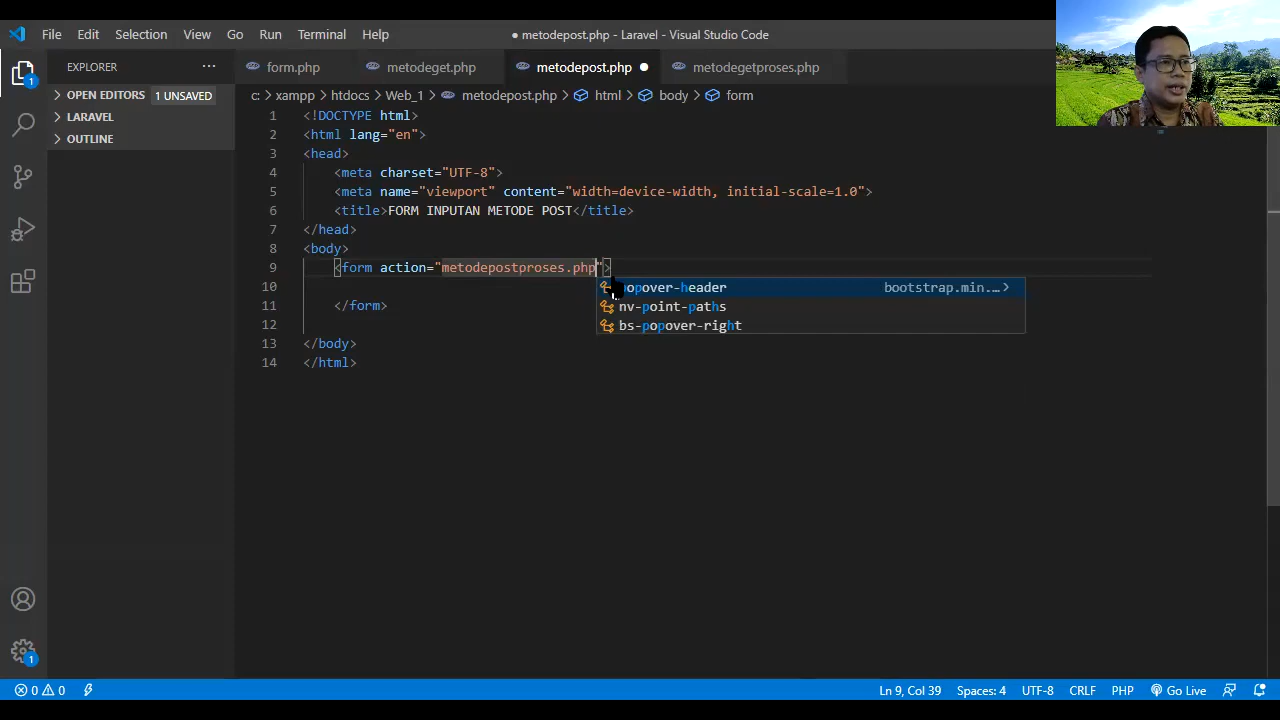 File Edit Selection View Go Run Terminal Help
● metodepost.php - Laravel - Visual Studio Code
EXPLORER ···
form.php metodeget.php metodepost.php ● metodegetproses.php
OPEN EDITORS 1 UNSAVED
LARAVEL
OUTLINE
c: > xampp > htdocs > Web_1 > metodepost.php > html > body > form
1 <!DOCTYPE html>
2 <html lang="en">
3 <head>
4 <meta charset="UTF-8">
5 <meta name="viewport" content="width=device-width, initial-scale=1.0">
6 <title>FORM INPUTAN METODE POST</title>
7 </head>
8 <body>
9 <form action="metodepostproses.php">
10
11 </form>
12
13 </body>
14 </html>
popover-header bootstrap.min.… >
nv-point-paths
bs-popover-right
1
1
0 0
Ln 9, Col 39 Spaces: 4 UTF-8 CRLF PHP Go Live